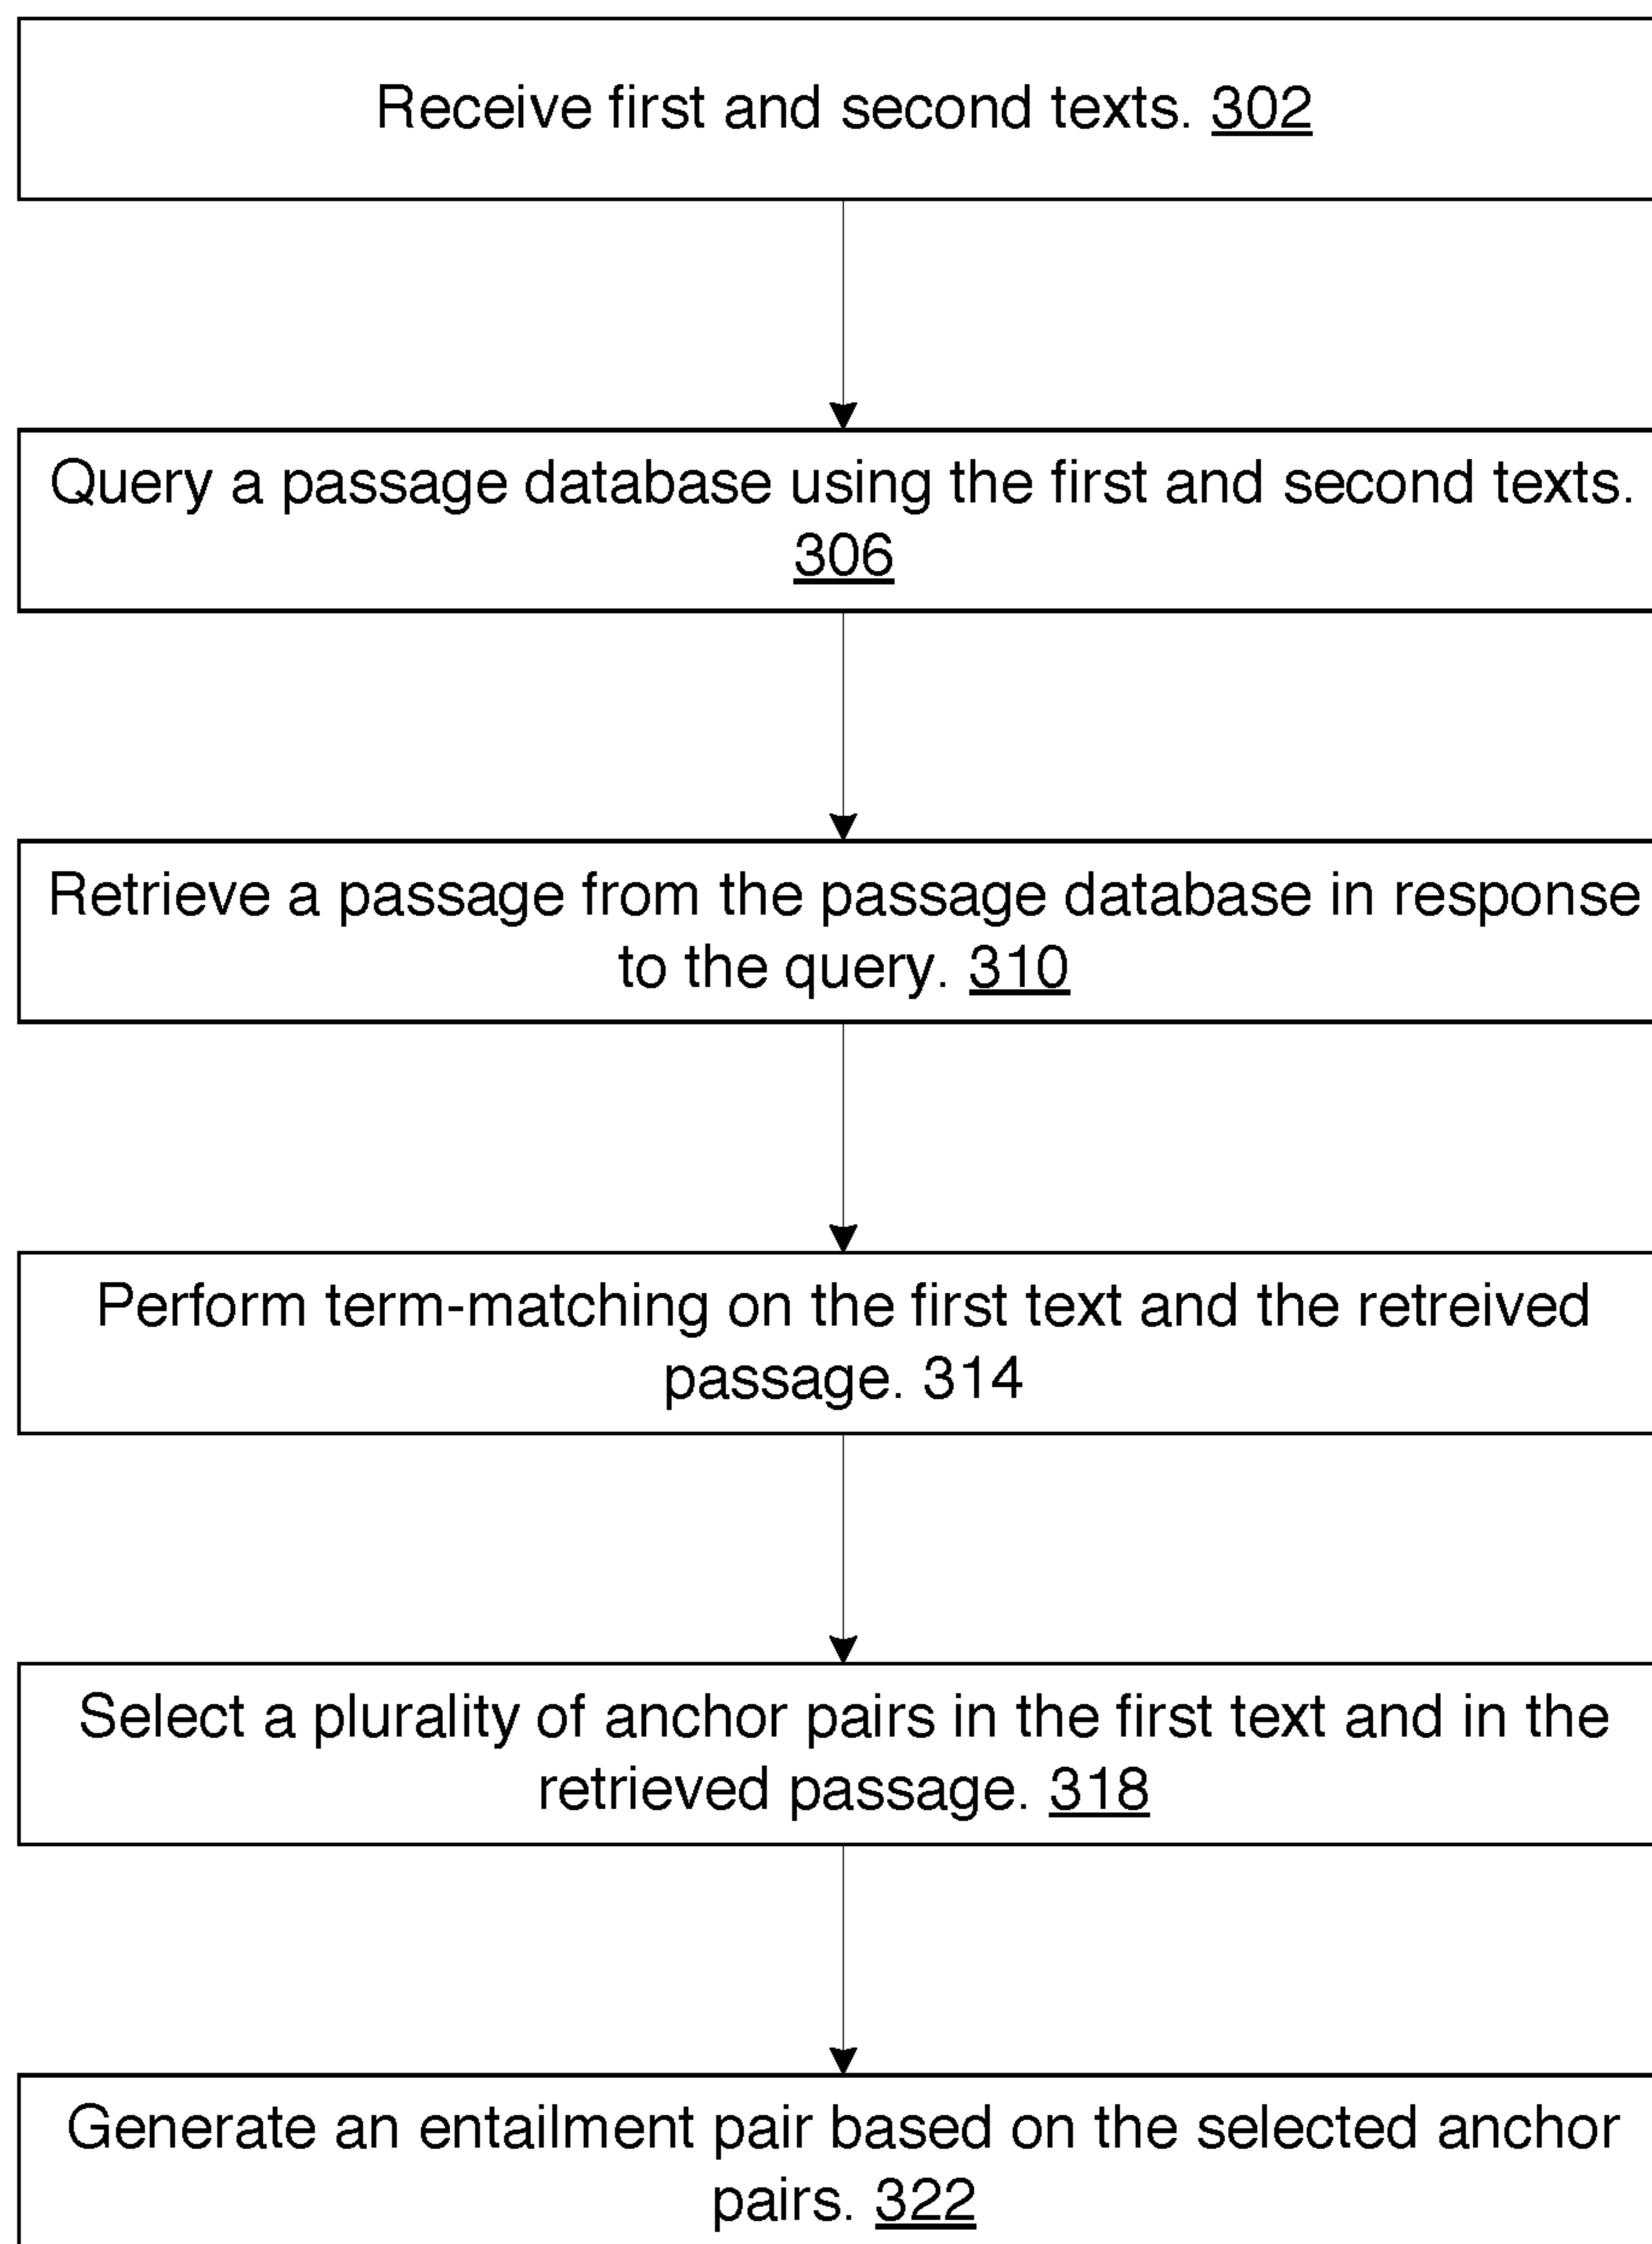 Receive first and second texts. 302
Query a passage database using the first and second texts.
306
Retrieve a passage from the passage database in response
to the query. 310
Perform term-matching on the first text and the retreived
passage. 314
Select a plurality of anchor pairs in the first text and in the
retrieved passage. 318
Generate an entailment pair based on the selected anchor
pairs. 322